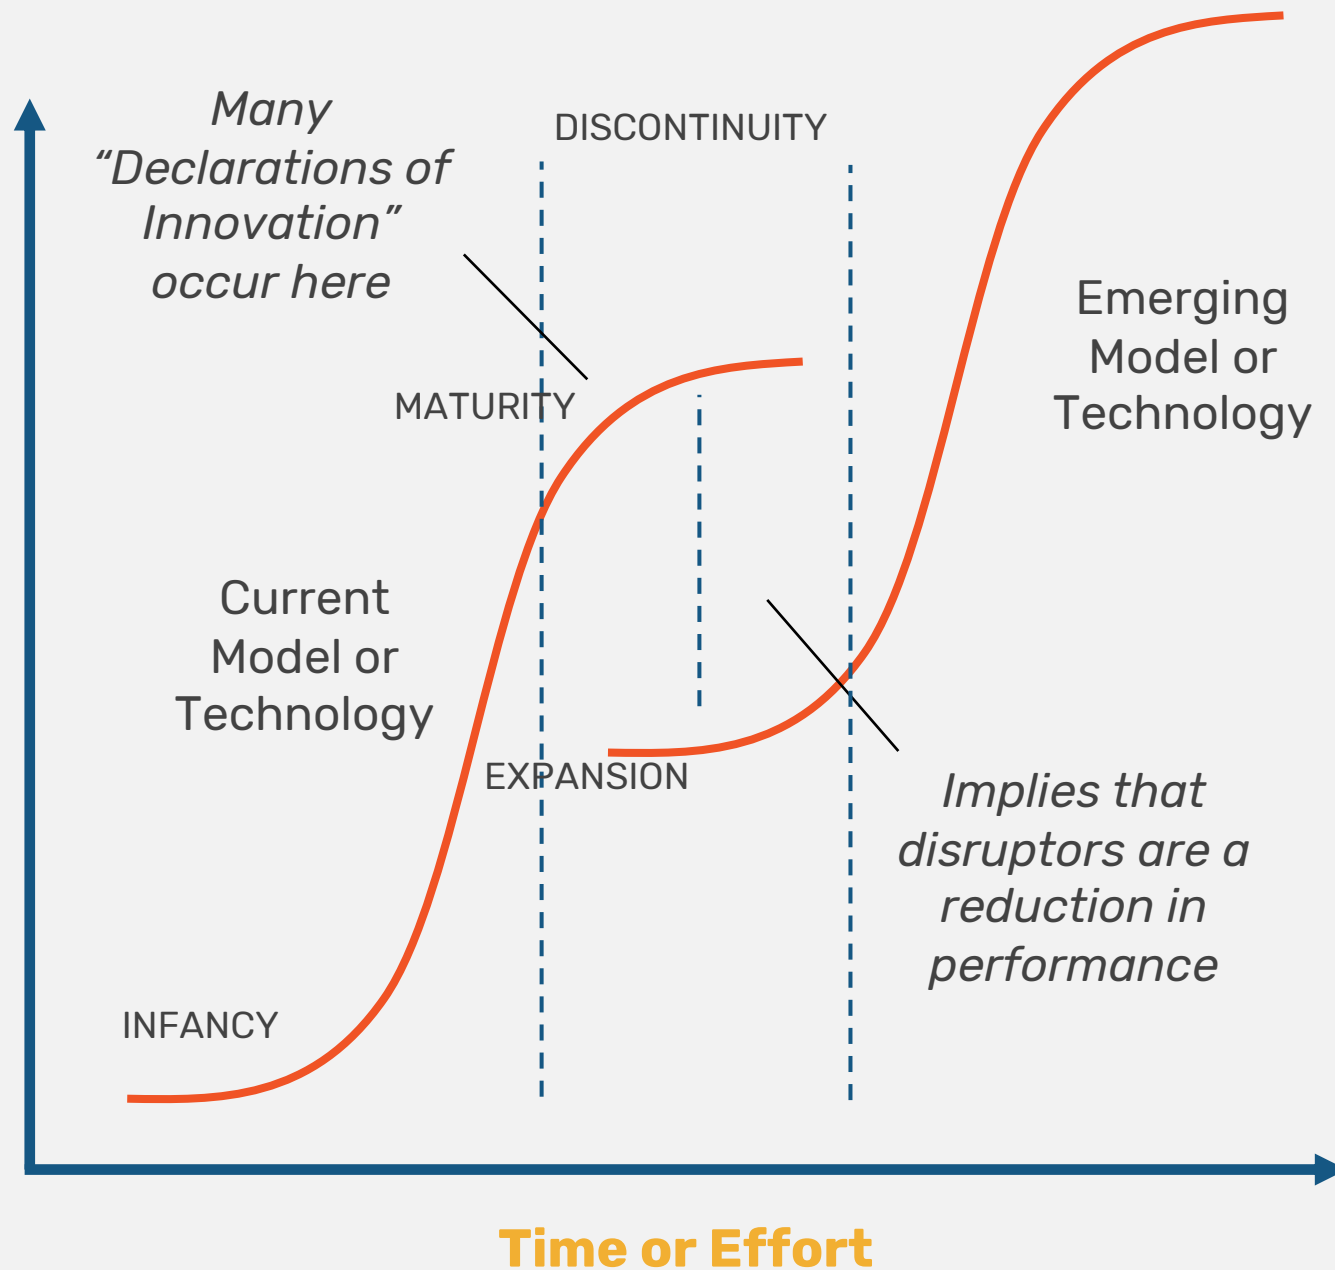 Many
“Declarations of
Innovation”
occur here
DISCONTINUITY
MATURITY
Emerging
Model or
Technology
Current
Model or
Technology
EXPANSION
Implies that
disruptors are a
reduction in
performance
INFANCY
Time or Effort